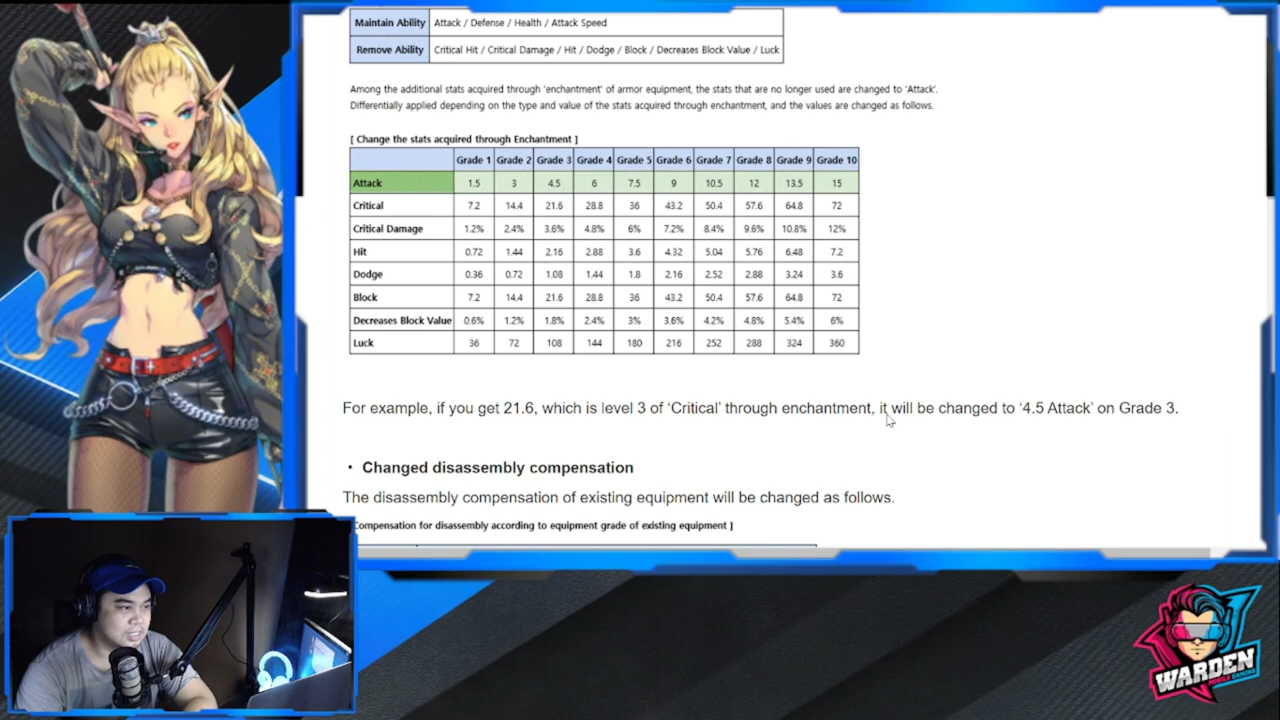 Maintain Ability Attack / Defense / Health / Attack Speed
Remove Ability Critical Hit / Critical Damage / Hit / Dodge / Block / Decreases Block Value / Luck
Among the additional stats acquired through 'enchantment' of armor equipment, the stats that are no longer used are changed to 'Attack'.
Differentially applied depending on the type and value of the stats acquired through enchantment, and the values are changed as follows.
[ Change the stats acquired through Enchantment ]
Grade 1 Grade 2 Grade 3 Grade 4 Grade 5 Grade 6 Grade 7 Grade 8 Grade 9 Grade 10
Attack 1.5 3 4.5 6 7.5 9 10.5 12 13.5 15
Critical 7.2 14.4 21.6 28.8 36 43.2 50.4 57.6 64.8 72
Critical Damage 1.2% 2.4% 3.6% 4.8% 6% 7.2% 8.4% 9.6% 10.8% 12%
Hit 0.72 1.44 2.16 2.88 3.6 4.32 5.04 5.76 6.48 7.2
Dodge 0.36 0.72 1.08 1.44 1.8 2.16 2.52 2.88 3.24 3.6
Block 7.2 14.4 21.6 28.8 36 43.2 50.4 57.6 64.8 72
Decreases Block Value 0.6% 1.2% 1.8% 2.4% 3% 3.6% 4.2% 4.8% 5.4% 6%
Luck 36 72 108 144 180 216 252 288 324 360
For example, if you get 21.6, which is level 3 of 'Critical' through enchantment, it will be changed to '4.5 Attack' on Grade 3.
• Changed disassembly compensation
The disassembly compensation of existing equipment will be changed as follows.
Compensation for disassembly according to equipment grade of existing equipment ]
WARDEN
MOBILE GAMING